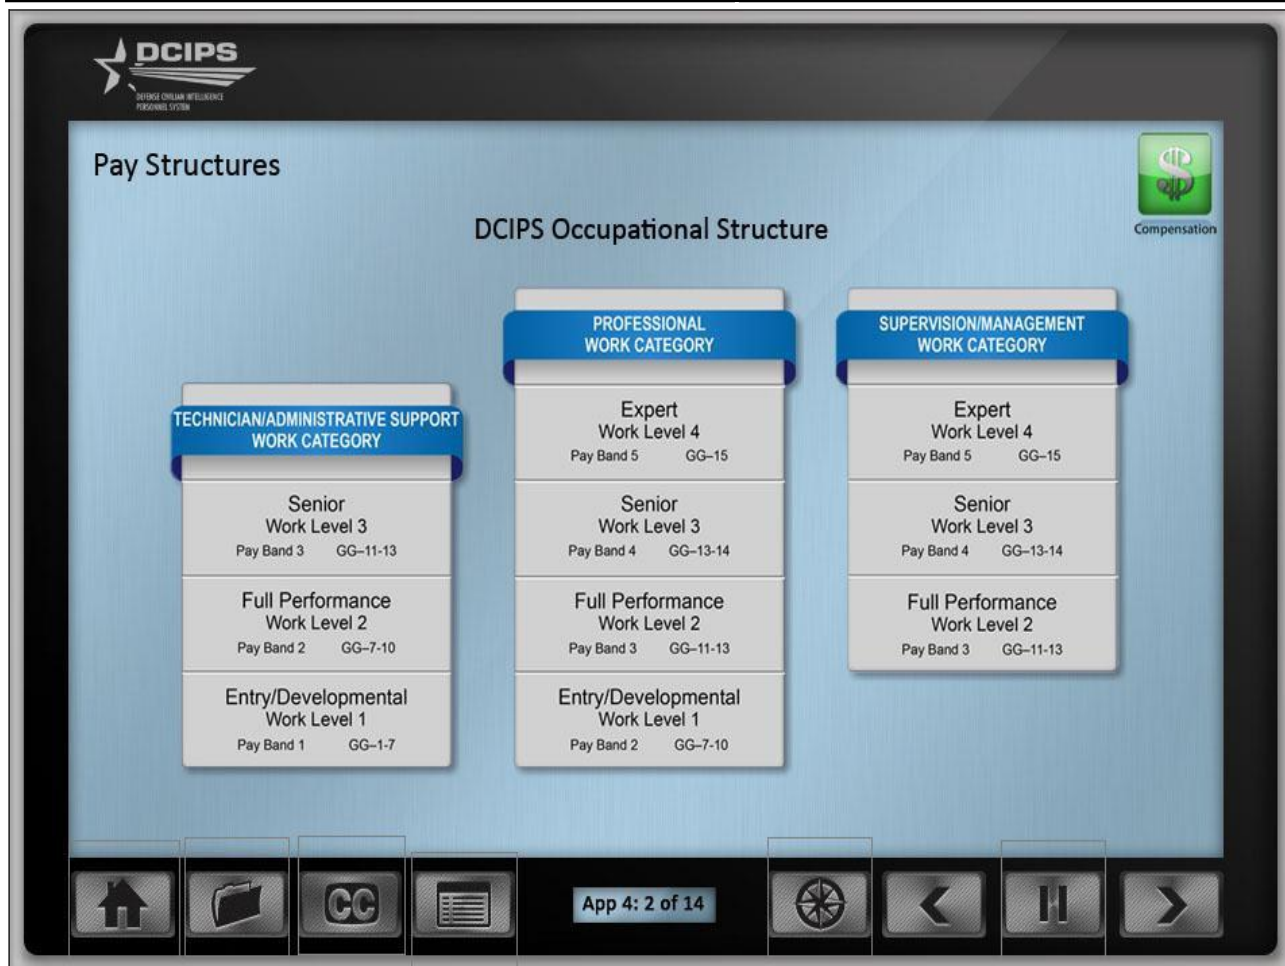 DCIPS
DEFENSE CIVILIAN INTELLIGENCE
PERSONNEL SYSTEM
Pay Structures
$
Compensation
DCIPS Occupational Structure
TECHNICIAN/ADMINISTRATIVE SUPPORT
WORK CATEGORY
Senior
Work Level 3
Pay Band 3 GG–11-13
Full Performance
Work Level 2
Pay Band 2 GG–7-10
Entry/Developmental
Work Level 1
Pay Band 1 GG–1-7
PROFESSIONAL
WORK CATEGORY
Expert
Work Level 4
Pay Band 5 GG–15
Senior
Work Level 3
Pay Band 4 GG–13-14
Full Performance
Work Level 2
Pay Band 3 GG–11-13
Entry/Developmental
Work Level 1
Pay Band 2 GG–7-10
SUPERVISION/MANAGEMENT
WORK CATEGORY
Expert
Work Level 4
Pay Band 5 GG–15
Senior
Work Level 3
Pay Band 4 GG–13-14
Full Performance
Work Level 2
Pay Band 3 GG–11-13
CC
App 4: 2 of 14